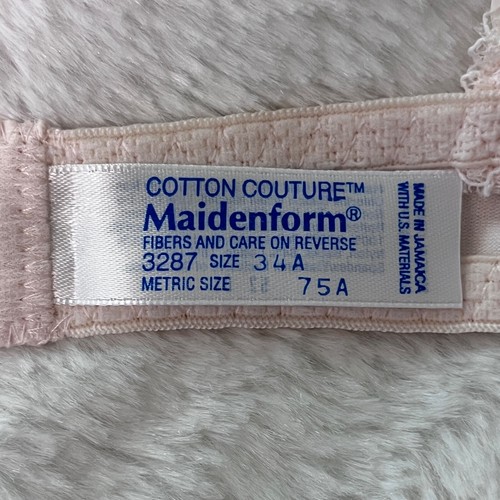 COTTON COUTURE™
Maidenform®
FIBERS AND CARE ON REVERSE
3287 SIZE 34A
METRIC SIZE 75A
MADE IN JAMAICA
WITH U.S. MATERIALS